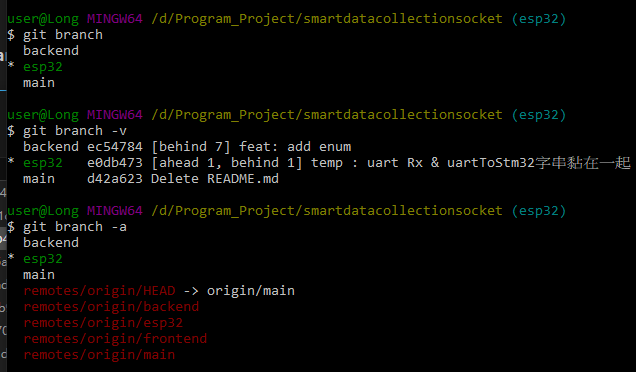 user@Long MINGW64 /d/Program_Project/smartdatacollectionsocket (esp32)
$ git branch
backend
* esp32
main
user@Long MINGW64 /d/Program_Project/smartdatacollectionsocket (esp32)
$ git branch -v
backend ec54784 [behind 7] feat: add enum
* esp32 e0db473 [ahead 1, behind 1] temp : uart Rx & uartToStm32字串黏在一起
main d42a623 Delete README.md
user@Long MINGW64 /d/Program_Project/smartdatacollectionsocket (esp32)
$ git branch -a
backend
* esp32
main
remotes/origin/HEAD -> origin/main
remotes/origin/backend
remotes/origin/esp32
remotes/origin/frontend
remotes/origin/main